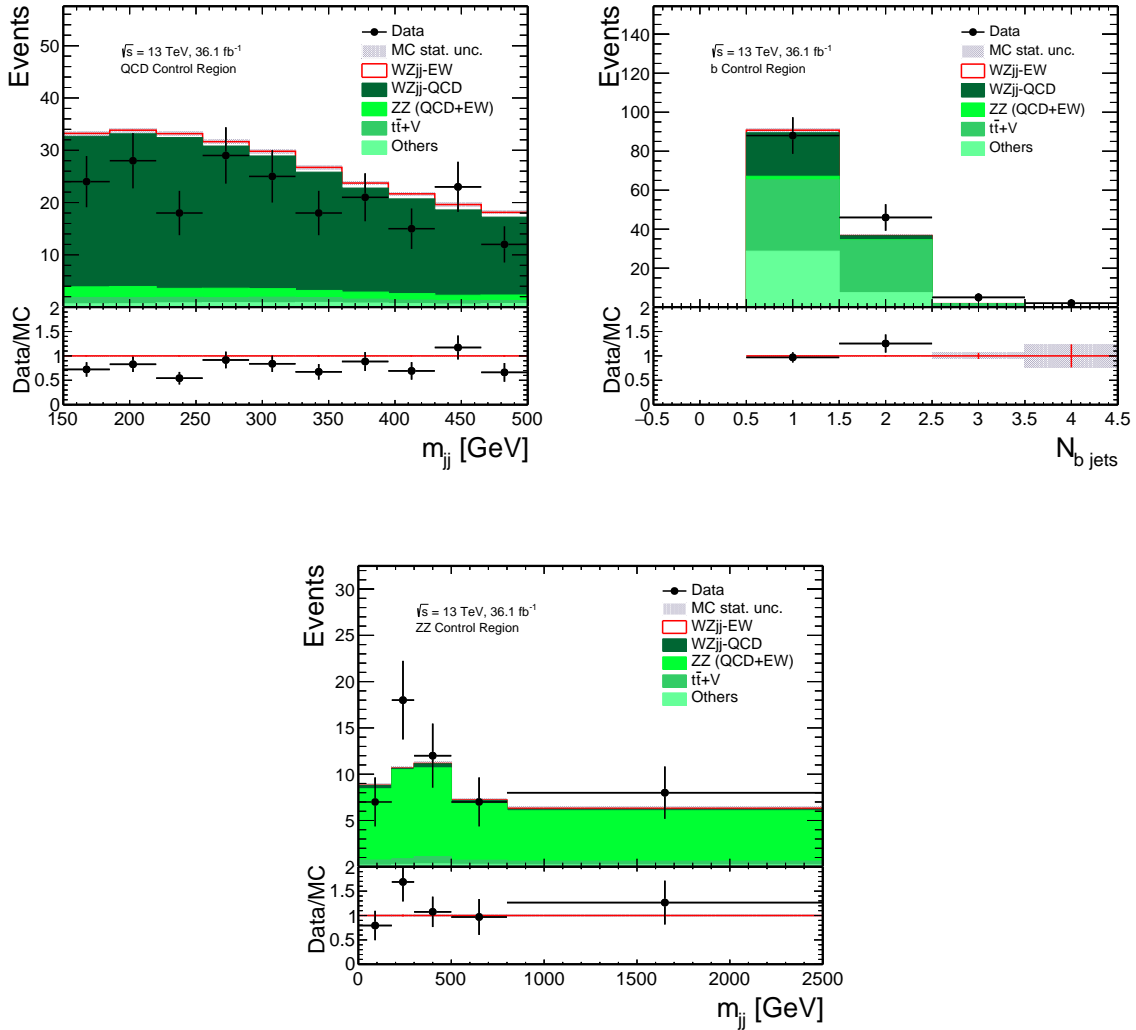 Events
√s = 13 TeV, 36.1 fb⁻¹
QCD Control Region
Data
MC stat. unc.
WZjj-EW
WZjj-QCD
ZZ (QCD+EW)
tt̄+V
Others
50
40
30
20
10
Data/MC
2
1.5
1
0.5
0
150 200 250 300 350 400 450 500
m_jj [GeV]
Events
√s = 13 TeV, 36.1 fb⁻¹
b Control Region
Data
MC stat. unc.
WZjj-EW
WZjj-QCD
ZZ (QCD+EW)
tt̄+V
Others
140
120
100
80
60
40
20
Data/MC
2
1.5
1
0.5
0
−0.5 0 0.5 1 1.5 2 2.5 3 3.5 4 4.5
N_b jets
Events
√s = 13 TeV, 36.1 fb⁻¹
ZZ Control Region
Data
MC stat. unc.
WZjj-EW
WZjj-QCD
ZZ (QCD+EW)
tt̄+V
Others
30
25
20
15
10
5
Data/MC
2
1.5
1
0.5
0
0 500 1000 1500 2000 2500
m_jj [GeV]